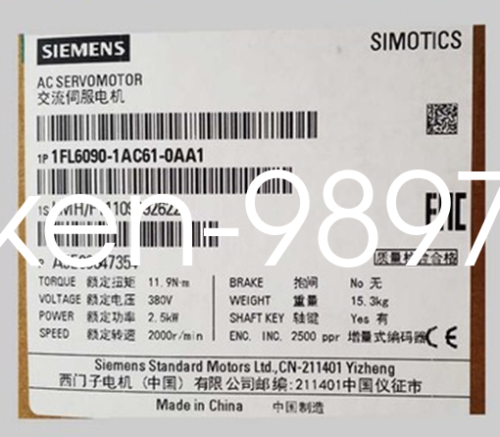 SIEMENS
SIMOTICS
AC SERVOMOTOR
交流伺服电机
1P 1FL6090-1AC61-0AA1
1S
ken-9897
EAC
质量检验合格
TORQUE 额定扭矩 11.9N·m BRAKE 抱闸 No 无
VOLTAGE 额定电压 380V WEIGHT 重量 15.3kg
POWER 额定功率 2.5kW SHAFT KEY 轴键 Yes 有
SPEED 额定转速 2000r/min ENC. INC. 2500 ppr 增量式编码器 CE
Siemens Standard Motors Ltd.,CN-211401 Yizheng
西门子电机（中国）有限公司邮编:211401中国仪征市
Made in China 中国制造